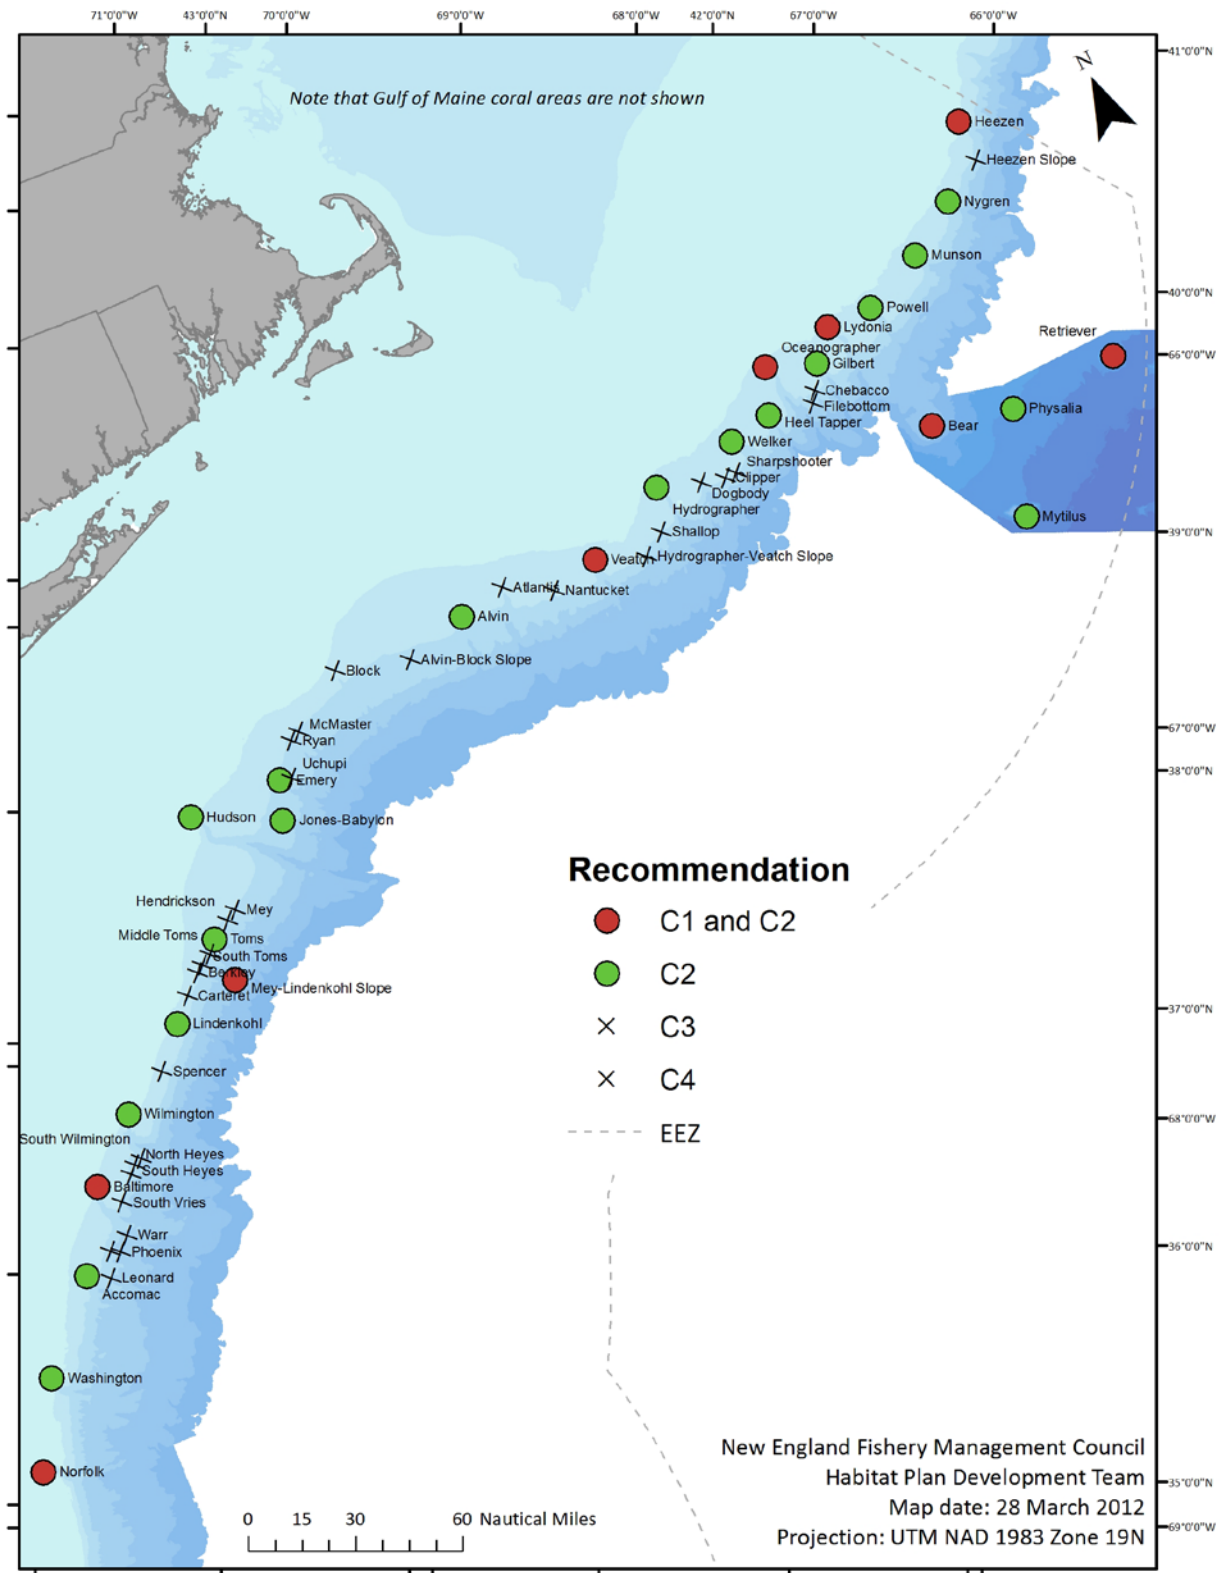 71°0'0"W 43°0'0"W 70°0'0"W 69°0'0"W 68°0'0"W 42°0'0"W 67°0'0"W 66°0'0"W
41°0'0"N
N
Note that Gulf of Maine coral areas are not shown
Heezen
Heezen Slope
Nygren
Munson
40°0'0"N
Powell
Lydonia
Retriever
Oceanographer
66°0'0"W
Gilbert
Chebacco
Filebottom
Physalia
Heel Tapper
Bear
Welker
Sharpshooter
Clipper
Dogbody
Hydrographer
Mytilus
Shallop
39°0'0"N
Veatch
Hydrographer-Veatch Slope
Atlantis
Nantucket
Alvin
Alvin-Block Slope
Block
McMaster
67°0'0"W
Ryan
Uchupi
38°0'0"N
Emery
Hudson
Jones-Babylon
Recommendation
C1 and C2
C2
C3
C4
EEZ
Hendrickson
Mey
Middle Toms
Toms
South Toms
Berkley
Mey-Lindenkohl Slope
Carteret
37°0'0"N
Lindenkohl
Spencer
Wilmington
68°0'0"W
South Wilmington
North Heyes
South Heyes
Baltimore
South Vries
Warr
36°0'0"N
Phoenix
Leonard
Accomac
Washington
Norfolk
New England Fishery Management Council
Habitat Plan Development Team
Map date: 28 March 2012
Projection: UTM NAD 1983 Zone 19N
35°0'0"N
0 15 30 60 Nautical Miles
69°0'0"W